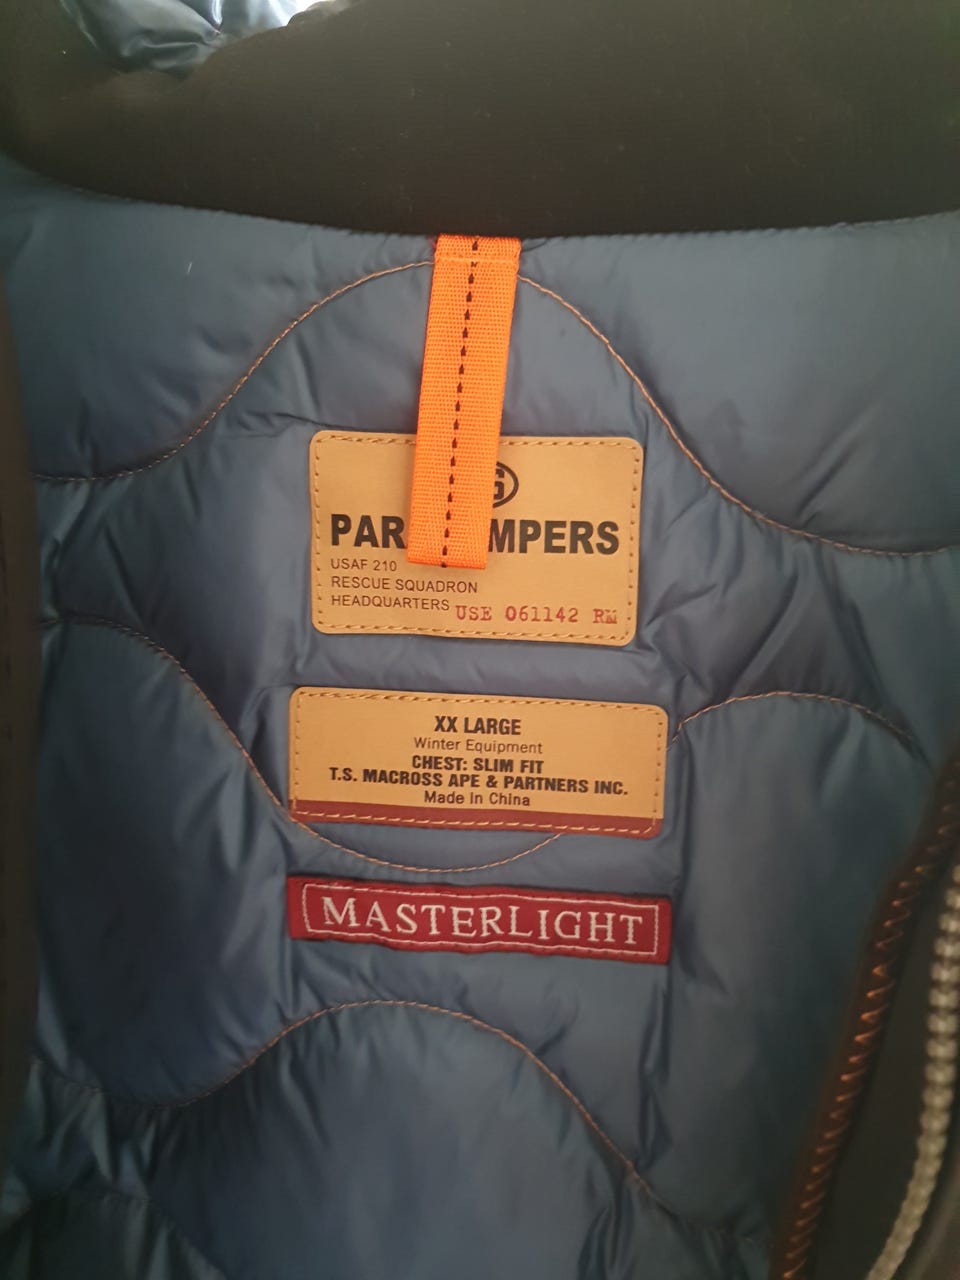 PAR MPERS
USAF 210
RESCUE SQUADRON
HEADQUARTERS USE 061142 RM
XX LARGE
Winter Equipment
CHEST: SLIM FIT
T.S. MACROSS APE & PARTNERS INC.
Made in China
MASTERLIGHT